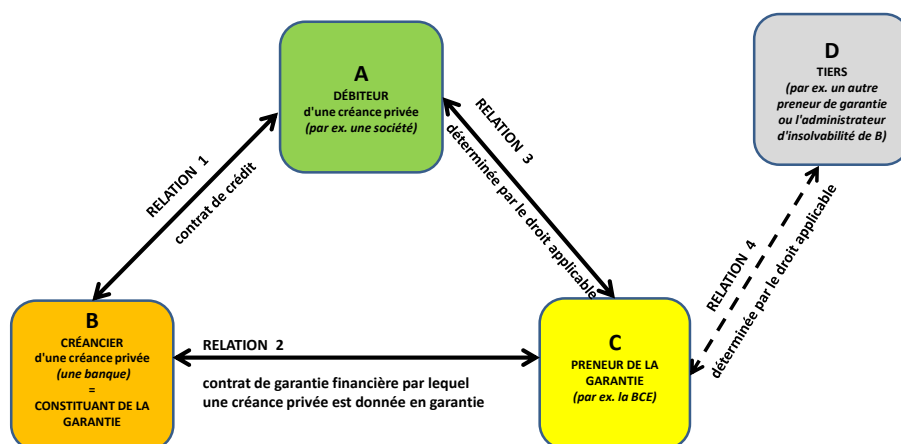 A
DÉBITEUR
d'une créance privée
(par ex. une société)
D
TIERS
(par ex. un autre
preneur de garantie
ou l'administrateur
d'insolvabilité de B)
RELATION 1
contrat de crédit
RELATION 3
déterminée par le droit applicable
RELATION 4
déterminée par le droit applicable
B
CRÉANCIER
d'une créance privée
(une banque)
=
CONSTITUANT DE LA
GARANTIE
RELATION 2
contrat de garantie financière par lequel
une créance privée est donnée en garantie
C
PRENEUR DE LA
GARANTIE
(par ex. la BCE)